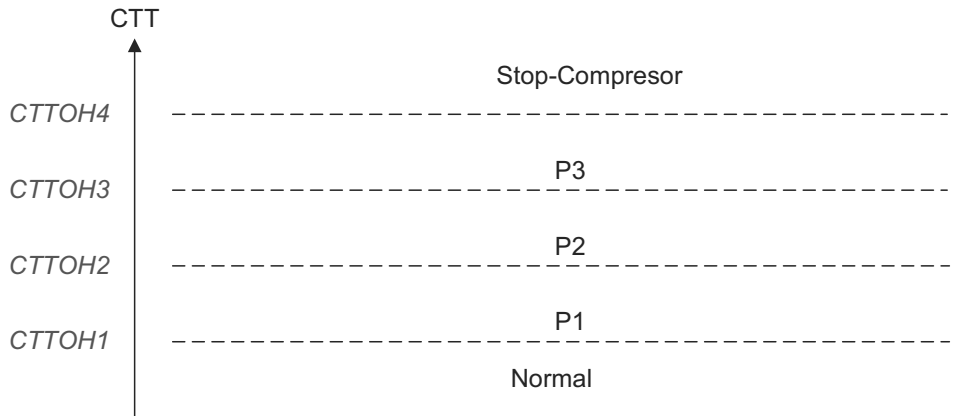 CTT
Stop-Compresor
CTTOH4
P3
CTTOH3
P2
CTTOH2
P1
CTTOH1
Normal